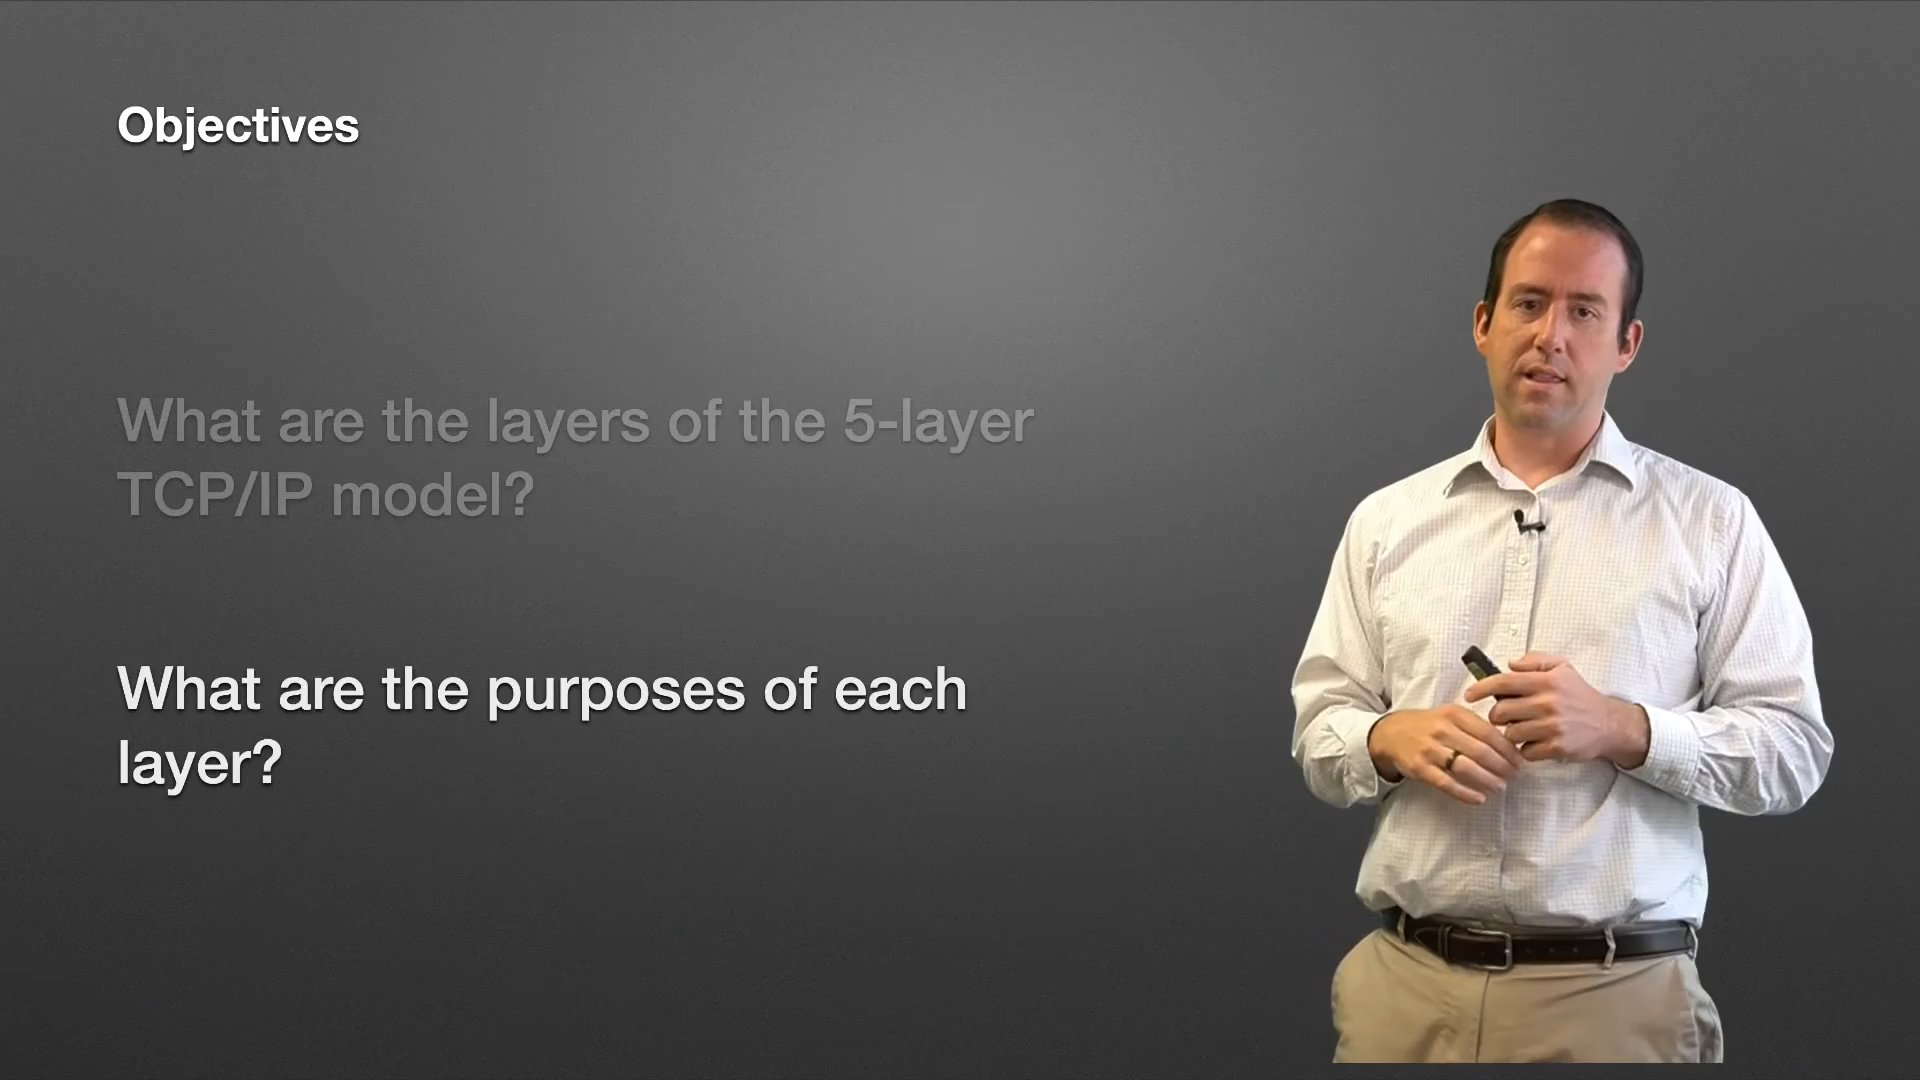 Objectives
What are the layers of the 5-layer
TCP/IP model?
What are the purposes of each
layer?